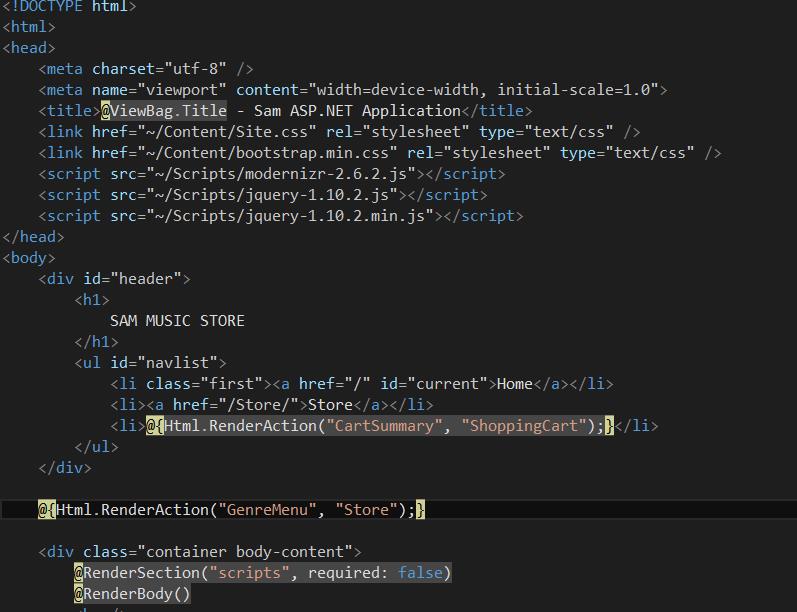 <!DOCTYPE html>
<html>
<head>
    <meta charset="utf-8" />
    <meta name="viewport" content="width=device-width, initial-scale=1.0">
    <title>@ViewBag.Title - Sam ASP.NET Application</title>
    <link href="~/Content/Site.css" rel="stylesheet" type="text/css" />
    <link href="~/Content/bootstrap.min.css" rel="stylesheet" type="text/css" />
    <script src="~/Scripts/modernizr-2.6.2.js"></script>
    <script src="~/Scripts/jquery-1.10.2.js"></script>
    <script src="~/Scripts/jquery-1.10.2.min.js"></script>
</head>
<body>
    <div id="header">
        <h1>
            SAM MUSIC STORE
        </h1>
        <ul id="navlist">
            <li class="first"><a href="/" id="current">Home</a></li>
            <li><a href="/Store/">Store</a></li>
            <li>@{Html.RenderAction("CartSummary", "ShoppingCart");}</li>
        </ul>
    </div>
    @{Html.RenderAction("GenreMenu", "Store");}
    <div class="container body-content">
        @RenderSection("scripts", required: false)
        @RenderBody()